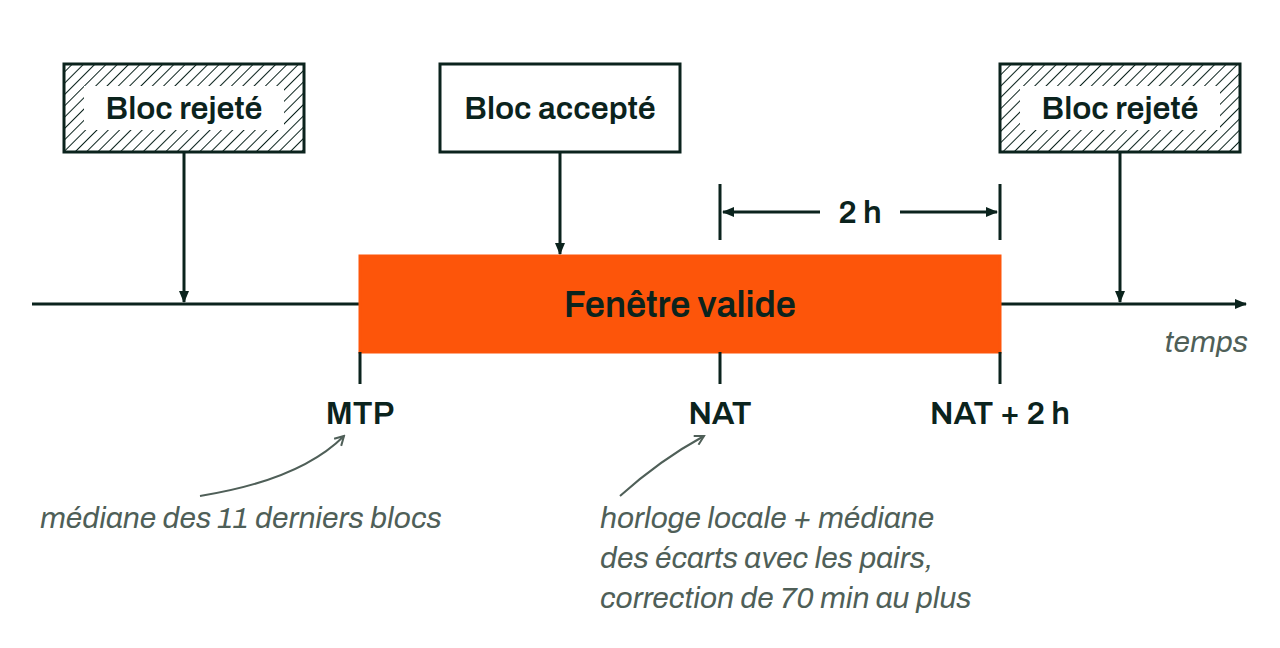 Bloc rejeté
Bloc accepté
Bloc rejeté
2 h
Fenêtre valide
temps
MTP
NAT
NAT + 2 h
médiane des 11 derniers blocs
horloge locale + médiane
des écarts avec les pairs,
correction de 70 min au plus